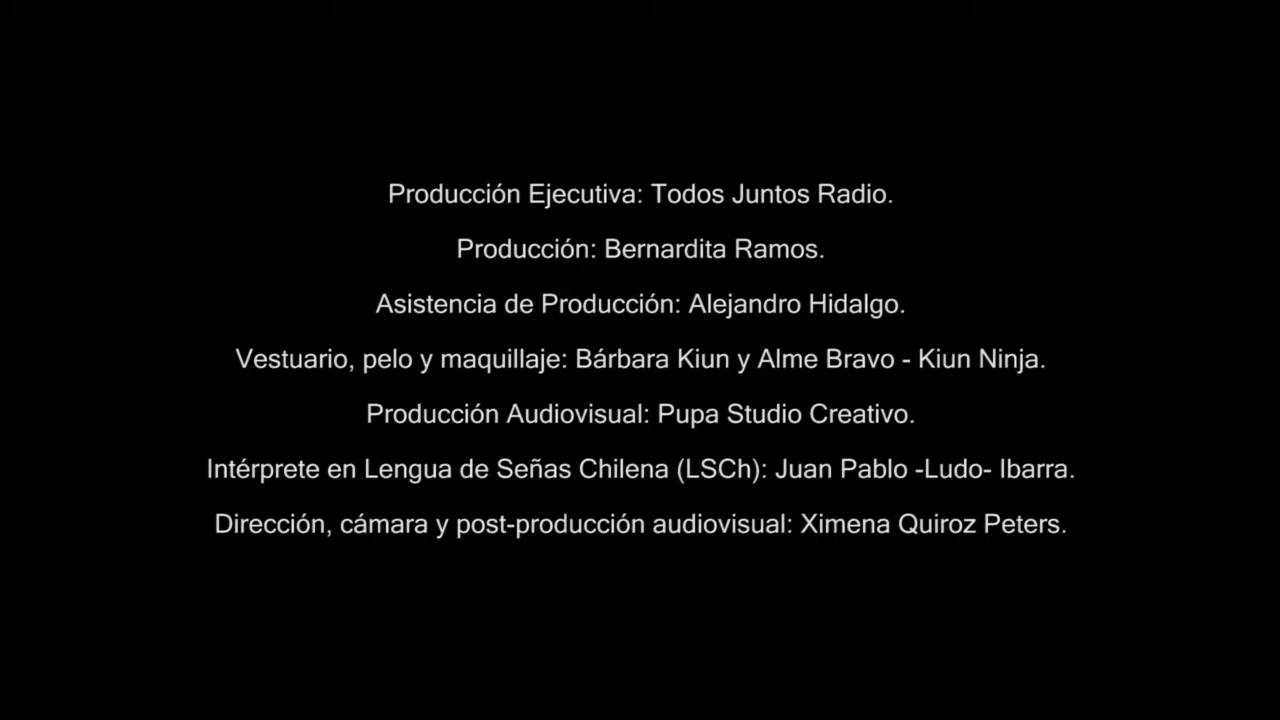 Producción Ejecutiva: Todos Juntos Radio.
Producción: Bernardita Ramos.
Asistencia de Producción: Alejandro Hidalgo.
Vestuario, pelo y maquillaje: Bárbara Kiun y Alme Bravo - Kiun Ninja.
Producción Audiovisual: Pupa Studio Creativo.
Intérprete en Lengua de Señas Chilena (LSCh): Juan Pablo -Ludo- Ibarra.
Dirección, cámara y post-producción audiovisual: Ximena Quiroz Peters.